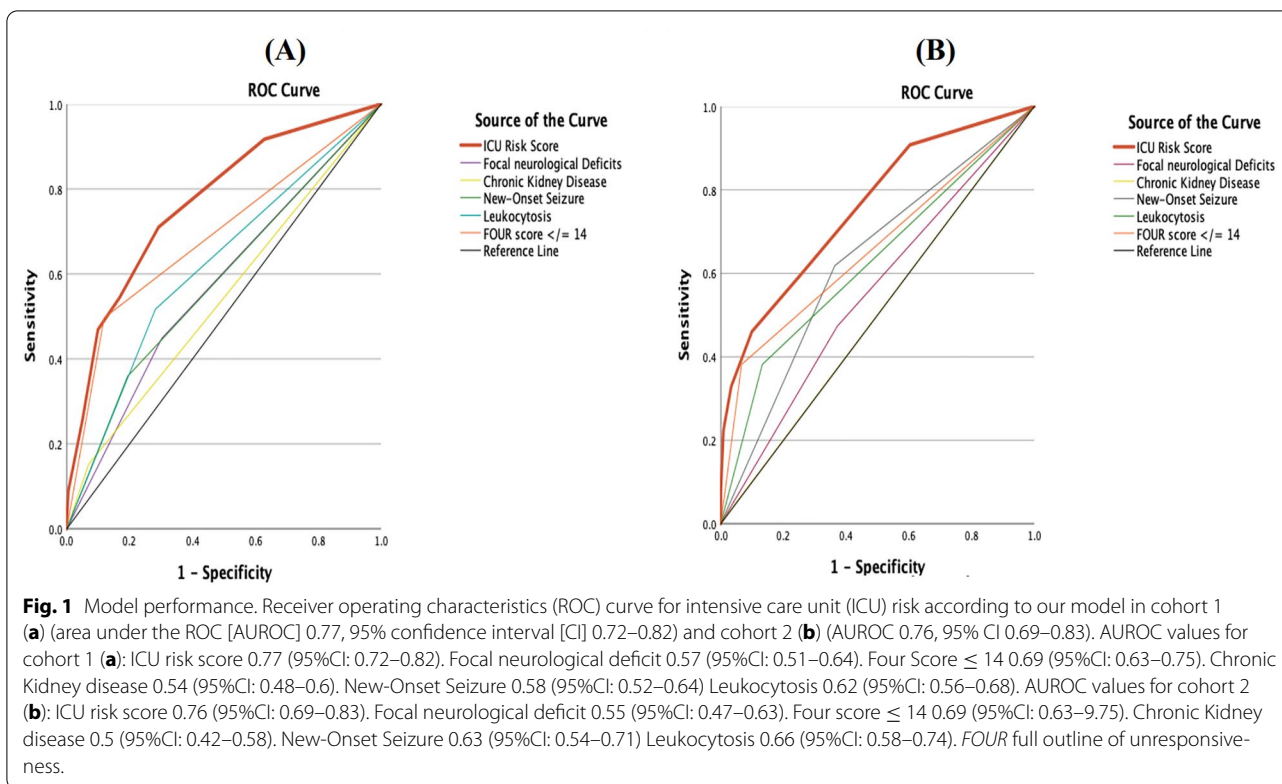 (A)
ROC Curve
1.0
0.8
0.6
0.4
0.2
0.0
Sensitivity
0.0 0.2 0.4 0.6 0.8 1.0
1 – Specificity
Source of the Curve
ICU Risk Score
Focal neurological Deficits
Chronic Kidney Disease
New-Onset Seizure
Leukocytosis
FOUR score </= 14
Reference Line
(B)
ROC Curve
1.0
0.8
0.6
0.4
0.2
0.0
Sensitivity
0.0 0.2 0.4 0.6 0.8 1.0
1 – Specificity
Source of the Curve
ICU Risk Score
Focal neurological Deficits
Chronic Kidney Disease
New-Onset Seizure
Leukocytosis
FOUR score </= 14
Reference Line
Fig. 1 Model performance. Receiver operating characteristics (ROC) curve for intensive care unit (ICU) risk according to our model in cohort 1
(a) (area under the ROC [AUROC] 0.77, 95% confidence interval [CI] 0.72–0.82) and cohort 2 (b) (AUROC 0.76, 95% CI 0.69–0.83). AUROC values for
cohort 1 (a): ICU risk score 0.77 (95%CI: 0.72–0.82). Focal neurological deficit 0.57 (95%CI: 0.51–0.64). Four Score ≤ 14 0.69 (95%CI: 0.63–0.75). Chronic
Kidney disease 0.54 (95%CI: 0.48–0.6). New-Onset Seizure 0.58 (95%CI: 0.52–0.64) Leukocytosis 0.62 (95%CI: 0.56–0.68). AUROC values for cohort 2
(b): ICU risk score 0.76 (95%CI: 0.69–0.83). Focal neurological deficit 0.55 (95%CI: 0.47–0.63). Four score ≤ 14 0.69 (95%CI: 0.63–9.75). Chronic Kidney
disease 0.5 (95%CI: 0.42–0.58). New-Onset Seizure 0.63 (95%CI: 0.54–0.71) Leukocytosis 0.66 (95%CI: 0.58–0.74). FOUR full outline of unresponsive-
ness.